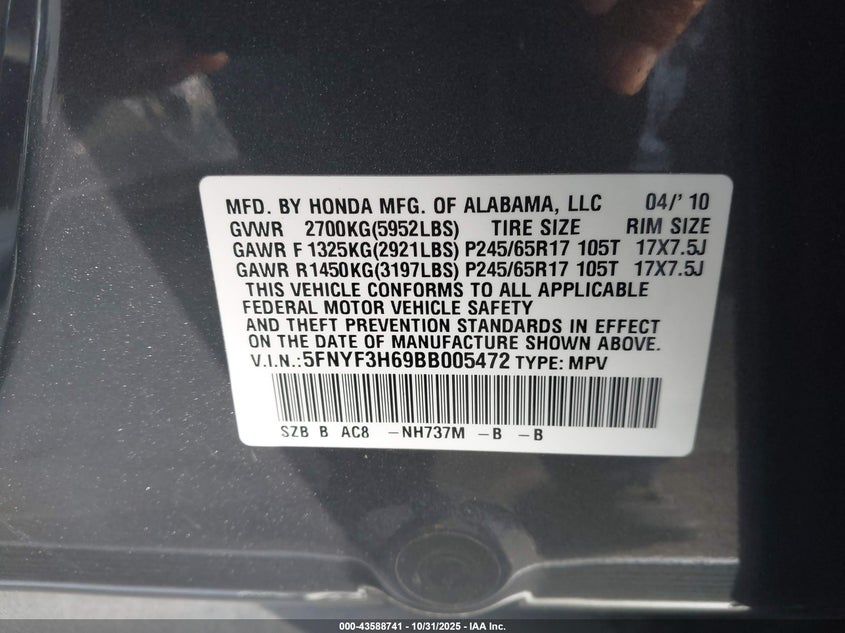 MFD. BY HONDA MFG. OF ALABAMA, LLC 04/' 10
GVWR 2700KG(5952LBS) TIRE SIZE RIM SIZE
GAWR F 1325KG(2921LBS) P245/65R17 105T 17X7.5J
GAWR R1450KG(3197LBS) P245/65R17 105T 17X7.5J
THIS VEHICLE CONFORMS TO ALL APPLICABLE
FEDERAL MOTOR VEHICLE SAFETY
AND THEFT PREVENTION STANDARDS IN EFFECT
ON THE DATE OF MANUFACTURE SHOWN ABOVE.
V.I.N.:5FNYF3H69BB005472 TYPE: MPV
SZB B AC8 -NH737M -B -B
000-43588741 - 10/31/2025 - IAA Inc.